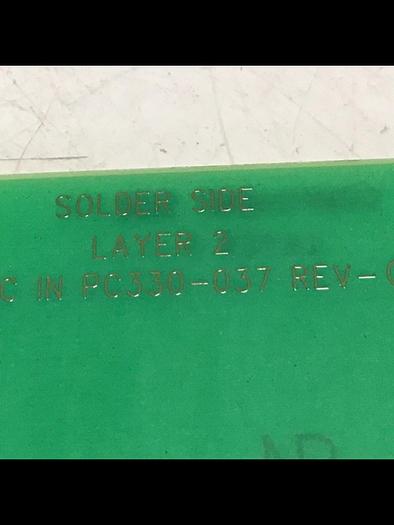 SOLDER SIDE
LAYER 2
C IN PC330-037 REV-